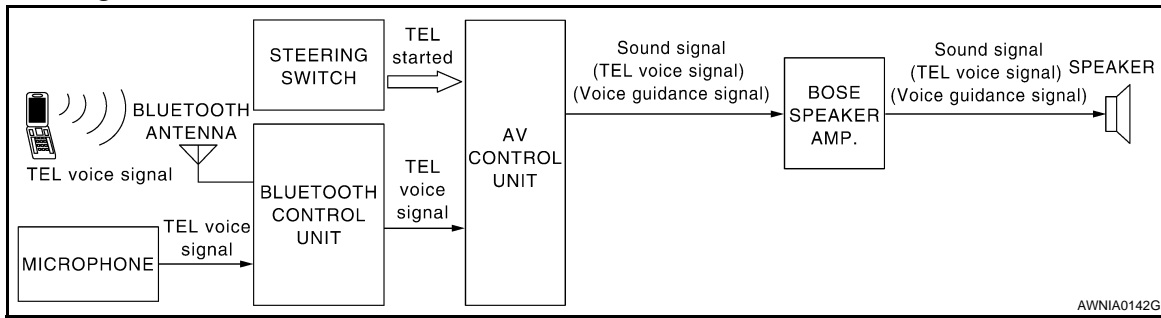 STEERING
SWITCH
TEL
started
Sound signal
(TEL voice signal)
(Voice guidance signal)
Sound signal
(TEL voice signal)
(Voice guidance signal)
SPEAKER
BLUETOOTH
ANTENNA
TEL voice signal
AV
CONTROL
UNIT
BOSE
SPEAKER
AMP.
BLUETOOTH
CONTROL
UNIT
TEL
voice
signal
TEL voice
signal
MICROPHONE
AWNIA0142G